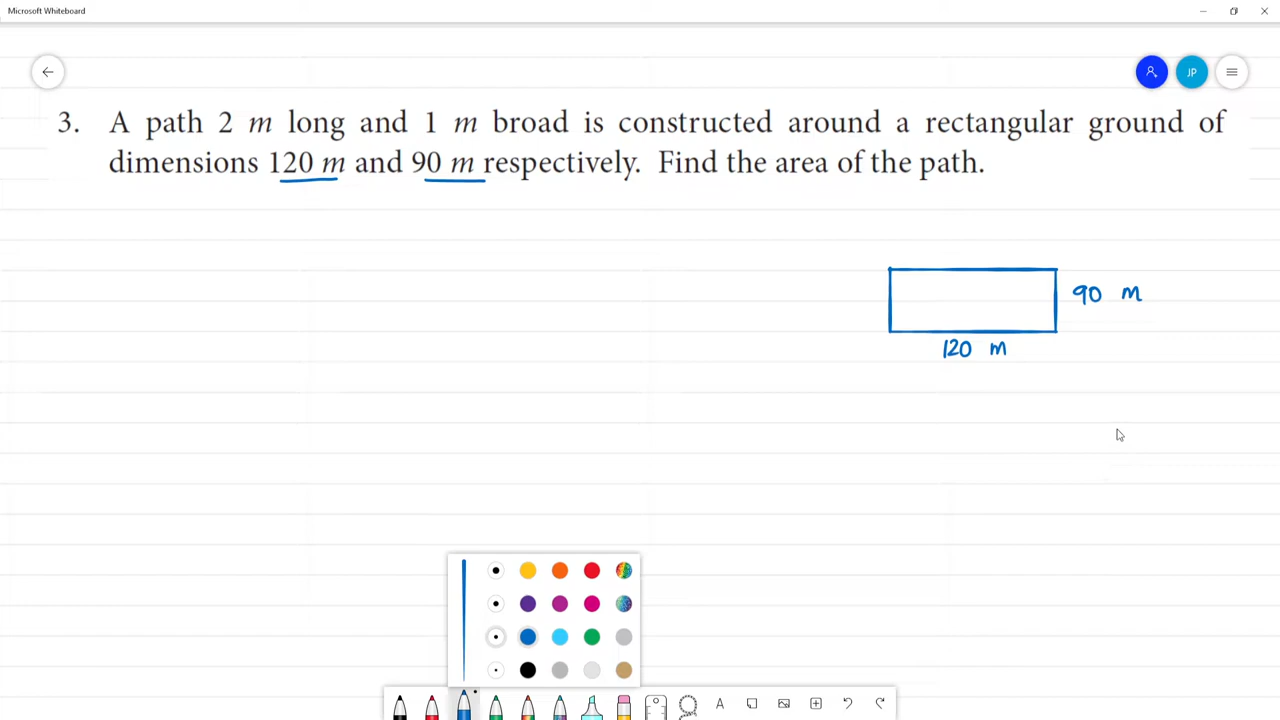 Microsoft Whiteboard
JP
3. A path 2 m long and 1 m broad is constructed around a rectangular ground of
dimensions 120 m and 90 m respectively. Find the area of the path.
90 m
120 m
A